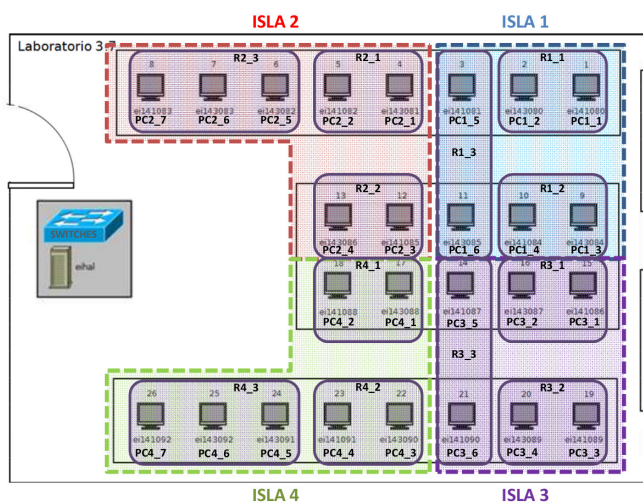 ISLA 2 ISLA 1
Laboratorio 3.7
R2_3 R2_1 R1_1
8 7 6 5 4 3 2 1
ei141083 ei143083 ei143082 ei141082 ei143081 ei141081 ei143080 ei141080
PC2_7 PC2_6 PC2_5 PC2_2 PC2_1 PC1_5 PC1_2 PC1_1
R1_3
R2_2 R1_2
13 12 11 10 9
ei143086 ei141085 ei143085 ei141084 ei143084
PC2_4 PC2_3 PC1_6 PC1_4 PC1_3
SWITCHES
eihal
R4_1 R3_1
18 17 14 16 15
ei141088 ei143088 ei141087 ei143087 ei141086
PC4_2 PC4_1 PC3_5 PC3_2 PC3_1
R3_3
R4_3 R4_2 R3_2
26 25 24 23 22 21 20 19
ei141092 ei143092 ei143091 ei141091 ei143090 ei141090 ei143089 ei141089
PC4_7 PC4_6 PC4_5 PC4_4 PC4_3 PC3_6 PC3_4 PC3_3
ISLA 4 ISLA 3